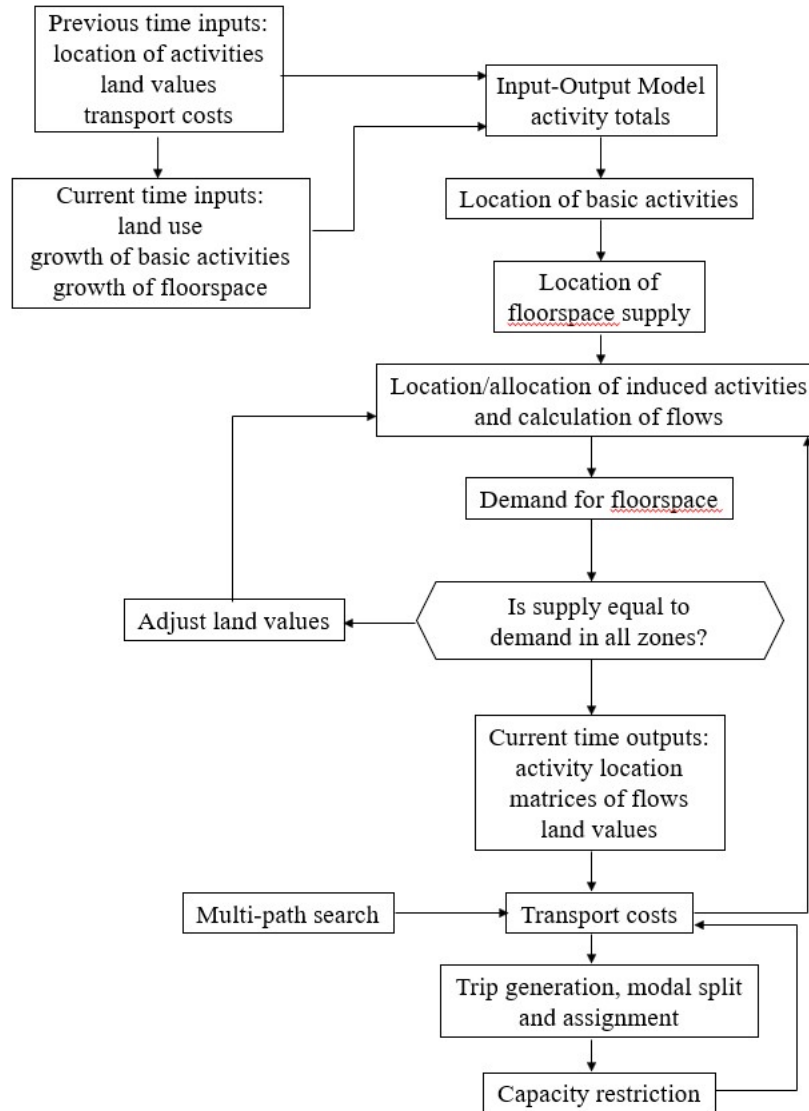 Previous time inputs:
location of activities
land values
transport costs
Input-Output Model
activity totals
Current time inputs:
land use
growth of basic activities
growth of floorspace
Location of basic activities
Location of
floorspace supply
Location/allocation of induced activities
and calculation of flows
Demand for floorspace
Is supply equal to
demand in all zones?
Adjust land values
Current time outputs:
activity location
matrices of flows
land values
Multi-path search
Transport costs
Trip generation, modal split
and assignment
Capacity restriction